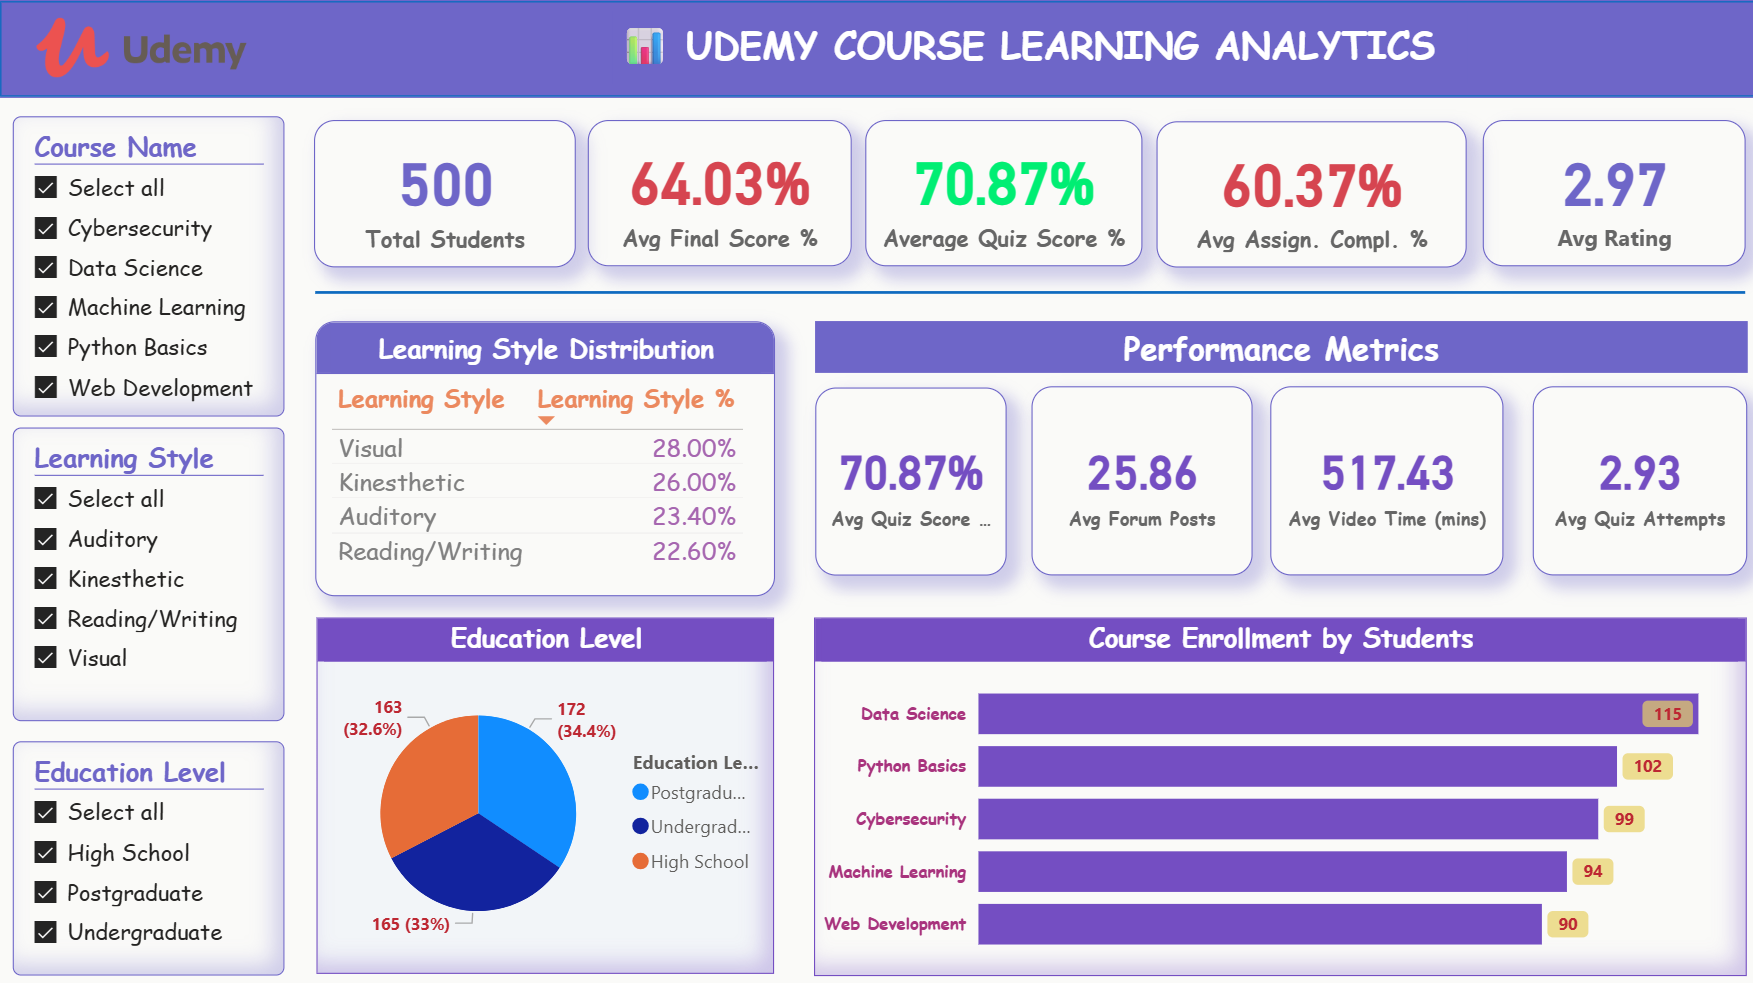 Udemy
UDEMY COURSE LEARNING ANALYTICS
Course Name
Select all
Cybersecurity
Data Science
Machine Learning
Python Basics
Web Development
Learning Style
Select all
Auditory
Kinesthetic
Reading/Writing
Visual
Education Level
Select all
High School
Postgraduate
Undergraduate
500
Total Students
64.03%
Avg Final Score %
70.87%
Average Quiz Score %
60.37%
Avg Assign. Compl. %
2.97
Avg Rating
Learning Style Distribution
Learning Style Learning Style %
Visual 28.00%
Kinesthetic 26.00%
Auditory 23.40%
Reading/Writing 22.60%
Performance Metrics
70.87%
Avg Quiz Score ...
25.86
Avg Forum Posts
517.43
Avg Video Time (mins)
2.93
Avg Quiz Attempts
Education Level
163
(32.6%)
172
(34.4%)
165 (33%)
Education Le...
Postgradu...
Undergrad...
High School
Course Enrollment by Students
Data Science 115
Python Basics 102
Cybersecurity 99
Machine Learning 94
Web Development 90